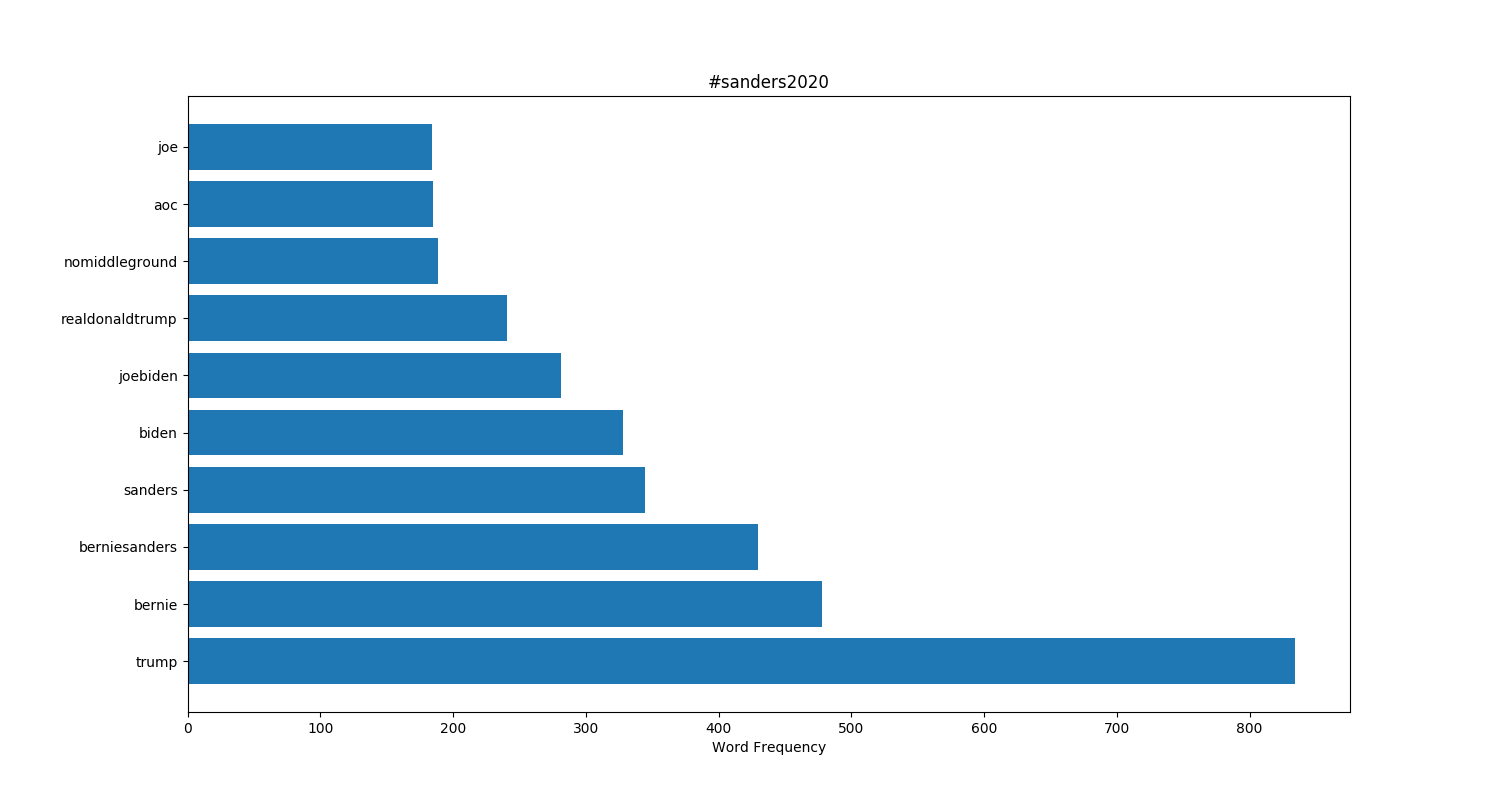 #sanders2020
joe
aoc
nomiddleground
realdonaldtrump
joebiden
biden
sanders
berniesanders
bernie
trump
0 100 200 300 400 500 600 700 800
Word Frequency